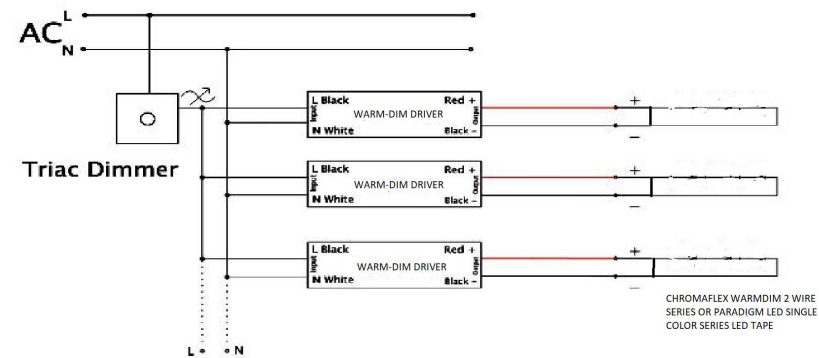 L
AC
N
Triac Dimmer
L Black
Red +
Input
WARM-DIM DRIVER
Output
N White
Black -
+
-
L Black
Red +
Input
WARM-DIM DRIVER
Output
N White
Black -
+
-
L Black
Red +
Input
WARM-DIM DRIVER
Output
N White
Black -
+
-
CHROMAFLEX WARMDIM 2 WIRE
SERIES OR PARADIGM LED SINGLE
COLOR SERIES LED TAPE
L
N